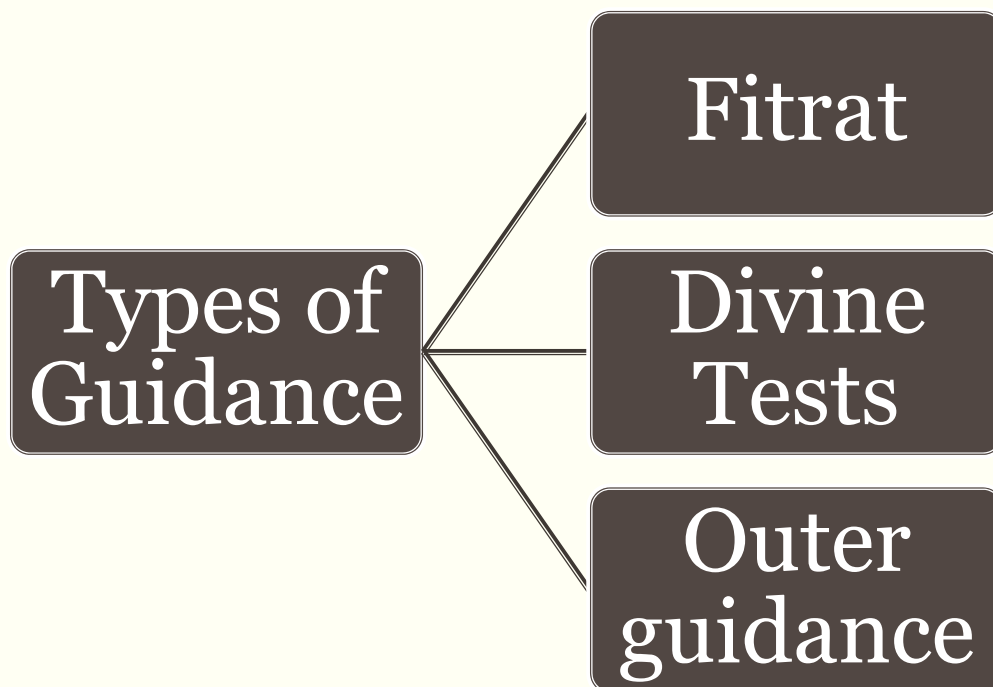 Types of
Guidance
Fitrat
Divine
Tests
Outer
guidance